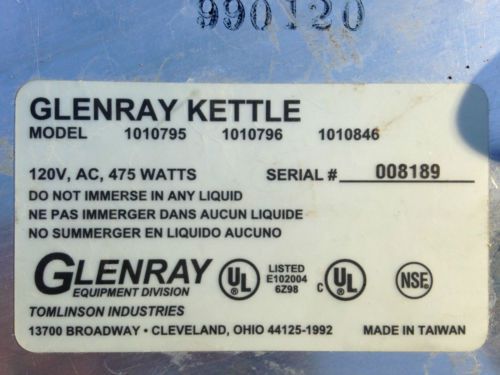 990120
GLENRAY KETTLE
MODEL 1010795 1010796 1010846
120V, AC, 475 WATTS SERIAL # 008189
DO NOT IMMERSE IN ANY LIQUID
NE PAS IMMERGER DANS AUCUN LIQUIDE
NO SUMMERGER EN LIQUIDO AUCUNO
GLENRAY
EQUIPMENT DIVISION
UL
LISTED
E102004
6Z98
C UL
NSF
TOMLINSON INDUSTRIES
13700 BROADWAY • CLEVELAND, OHIO 44125-1992 MADE IN TAIWAN